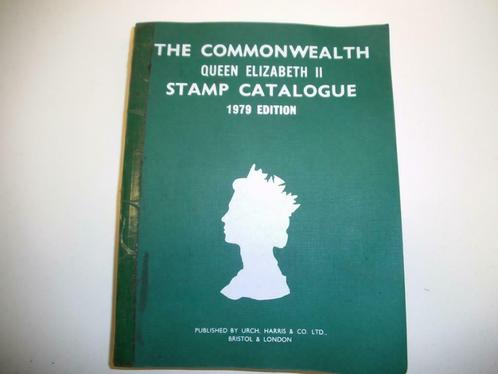 THE COMMONWEALTH
QUEEN ELIZABETH II
STAMP CATALOGUE
1979 EDITION
PUBLISHED BY URCH, HARRIS & CO. LTD.,
BRISTOL & LONDON